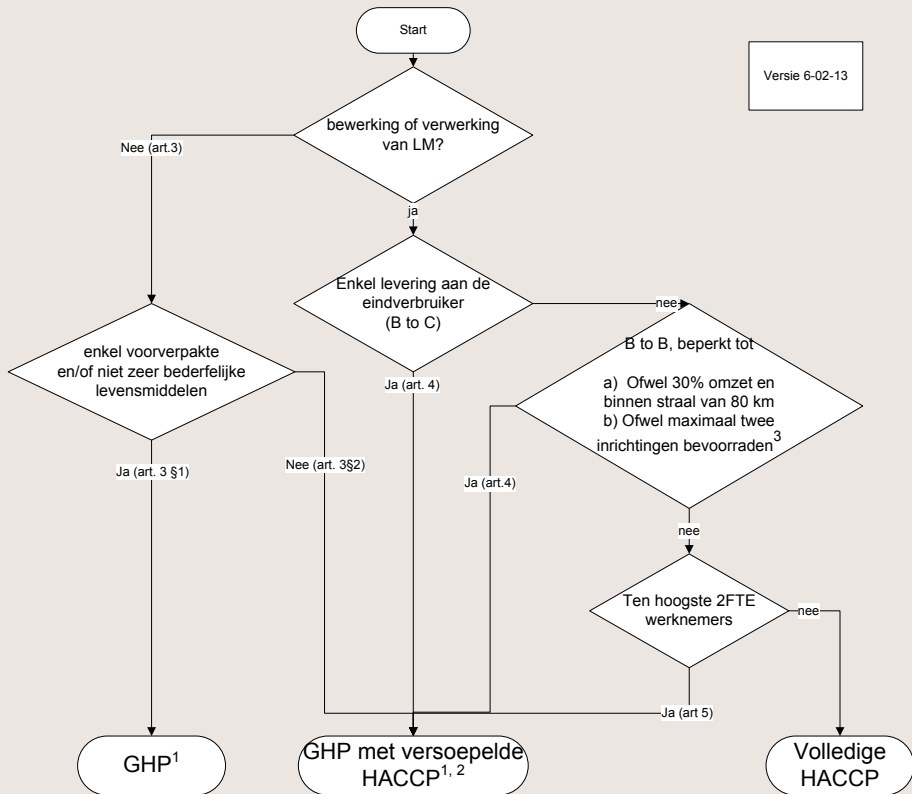 Start
Versie 6-02-13
bewerking of verwerking
van LM?
Nee (art.3)
ja
Enkel levering aan de
eindverbruiker
(B to C)
nee
enkel voorverpakte
en/of niet zeer bederfelijke
levensmiddelen
B to B, beperkt tot
a) Ofwel 30% omzet en
binnen straal van 80 km
b) Ofwel maximaal twee
inrichtingen bevoorraden³
Ja (art. 4)
Ja (art. 3 §1)
Nee (art. 3§2)
Ja (art.4)
nee
Ten hoogste 2FTE
werknemers
nee
Ja (art 5)
GHP¹
GHP met versoepelde
HACCP¹˒ ²
Volledige
HACCP